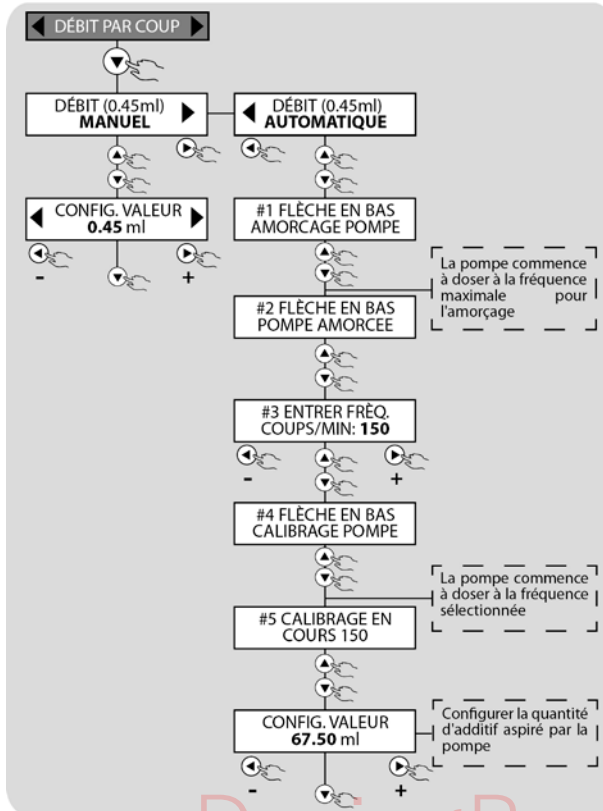 DÉBIT PAR COUP
DÉBIT (0.45ml)
MANUEL
DÉBIT (0.45ml)
AUTOMATIQUE
CONFIG. VALEUR
0.45 ml
- +
#1 FLÈCHE EN BAS
AMORCAGE POMPE
La pompe commence
à doser à la fréquence
maximale pour
l'amorçage
#2 FLÈCHE EN BAS
POMPE AMORCEE
#3 ENTRER FRÈQ.
COUPS/MIN: 150
- +
#4 FLÈCHE EN BAS
CALIBRAGE POMPE
La pompe commence
à doser à la fréquence
sélectionnée
#5 CALIBRAGE EN
COURS 150
CONFIG. VALEUR
67.50 ml
Configurer la quantité
d'additif aspiré par la
pompe
- +